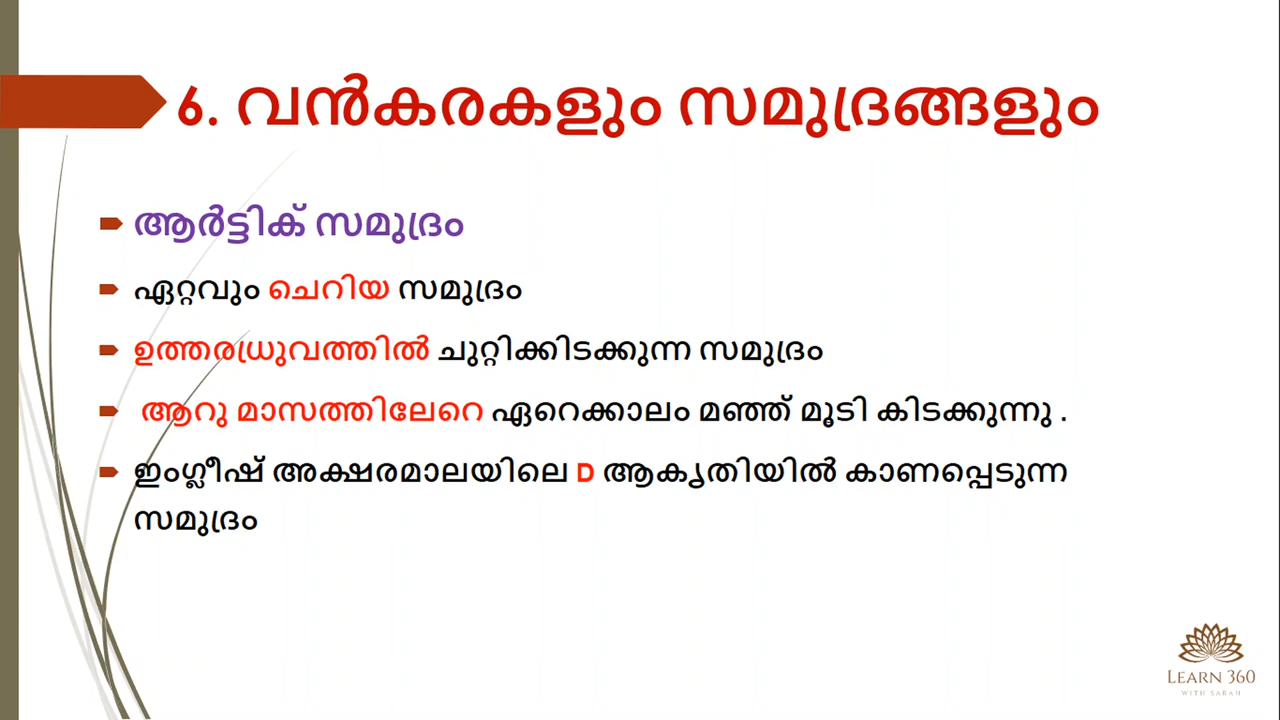 6. വൻകരകളും സമുദ്രങ്ങളും
ആർട്ടിക് സമുദ്രം
ഏറ്റവും ചെറിയ സമുദ്രം
ഉത്തരധ്രുവത്തിൽ ചുറ്റിക്കിടക്കുന്ന സമുദ്രം
ആറു മാസത്തിലേറെ ഏറെക്കാലം മഞ്ഞ് മൂടി കിടക്കുന്നു .
ഇംഗ്ലീഷ് അക്ഷരമാലയിലെ D ആകൃതിയിൽ കാണപ്പെടുന്ന
സമുദ്രം
LEARN 360
WITH SARAH